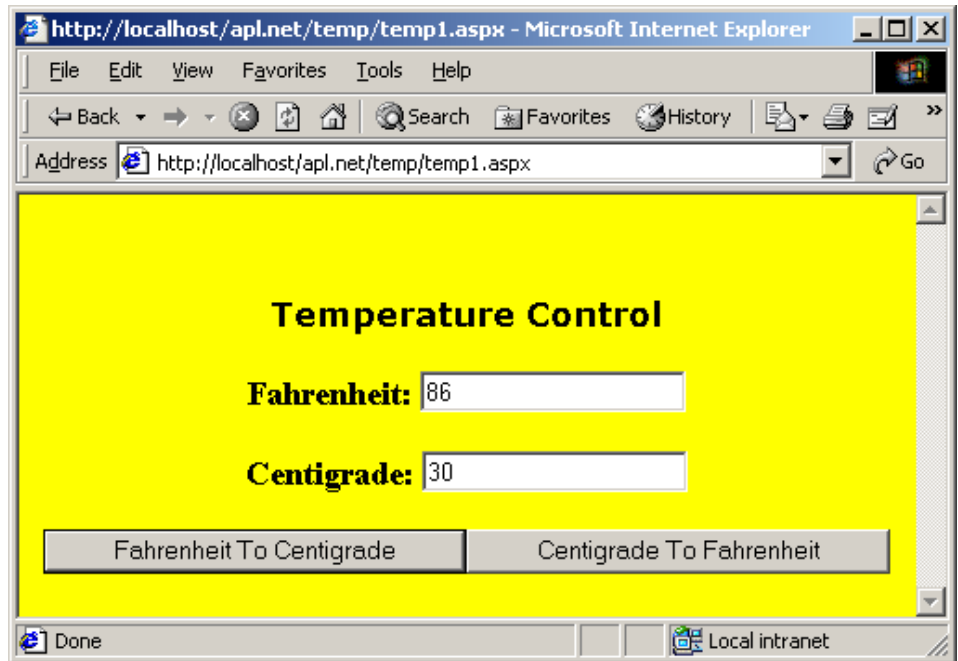 http://localhost/apl.net/temp/temp1.aspx - Microsoft Internet Explorer
File Edit View Favorites Tools Help
Back Search Favorites History »
Address http://localhost/apl.net/temp/temp1.aspx Go
Temperature Control
Fahrenheit: 86
Centigrade: 30
Fahrenheit To Centigrade Centigrade To Fahrenheit
Done Local intranet